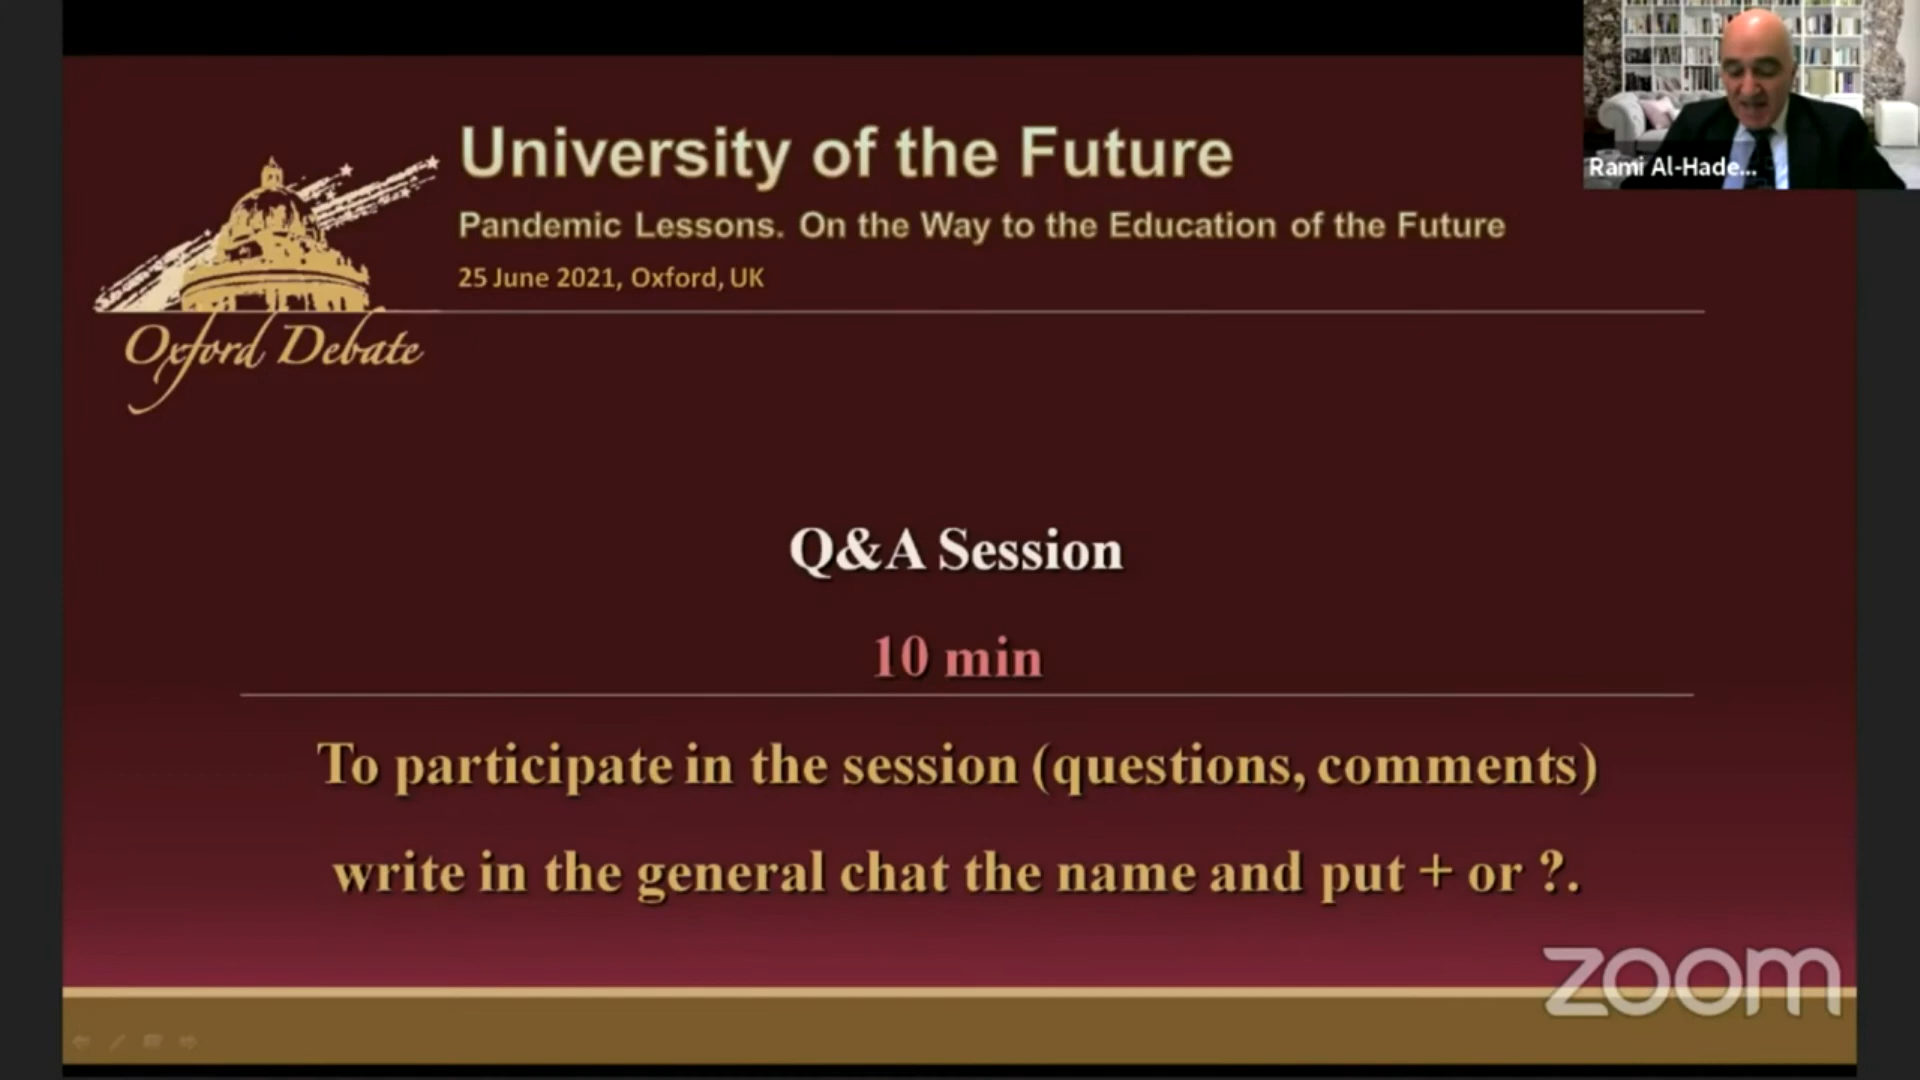 University of the Future
Pandemic Lessons. On the Way to the Education of the Future
25 June 2021, Oxford, UK
Oxford Debate
Rami Al-Hade...
Q&A Session
10 min
To participate in the session (questions, comments)
write in the general chat the name and put + or ?.
zoom